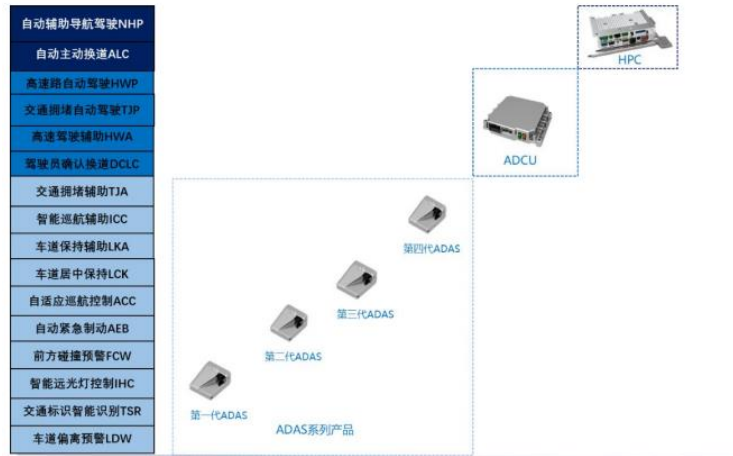 自动辅助导航驾驶NHP
自动主动换道ALC
高速路自动驾驶HWP
交通拥堵自动驾驶TJP
高速驾驶辅助HWA
驾驶员确认换道DCLC
交通拥堵辅助TJA
智能巡航辅助ICC
车道保持辅助LKA
车道居中保持LCK
自适应巡航控制ACC
自动紧急制动AEB
前方碰撞预警FCW
智能远光灯控制IHC
交通标识智能识别TSR
车道偏离预警LDW
HPC
ADCU
第四代ADAS
第三代ADAS
第二代ADAS
第一代ADAS
ADAS系列产品